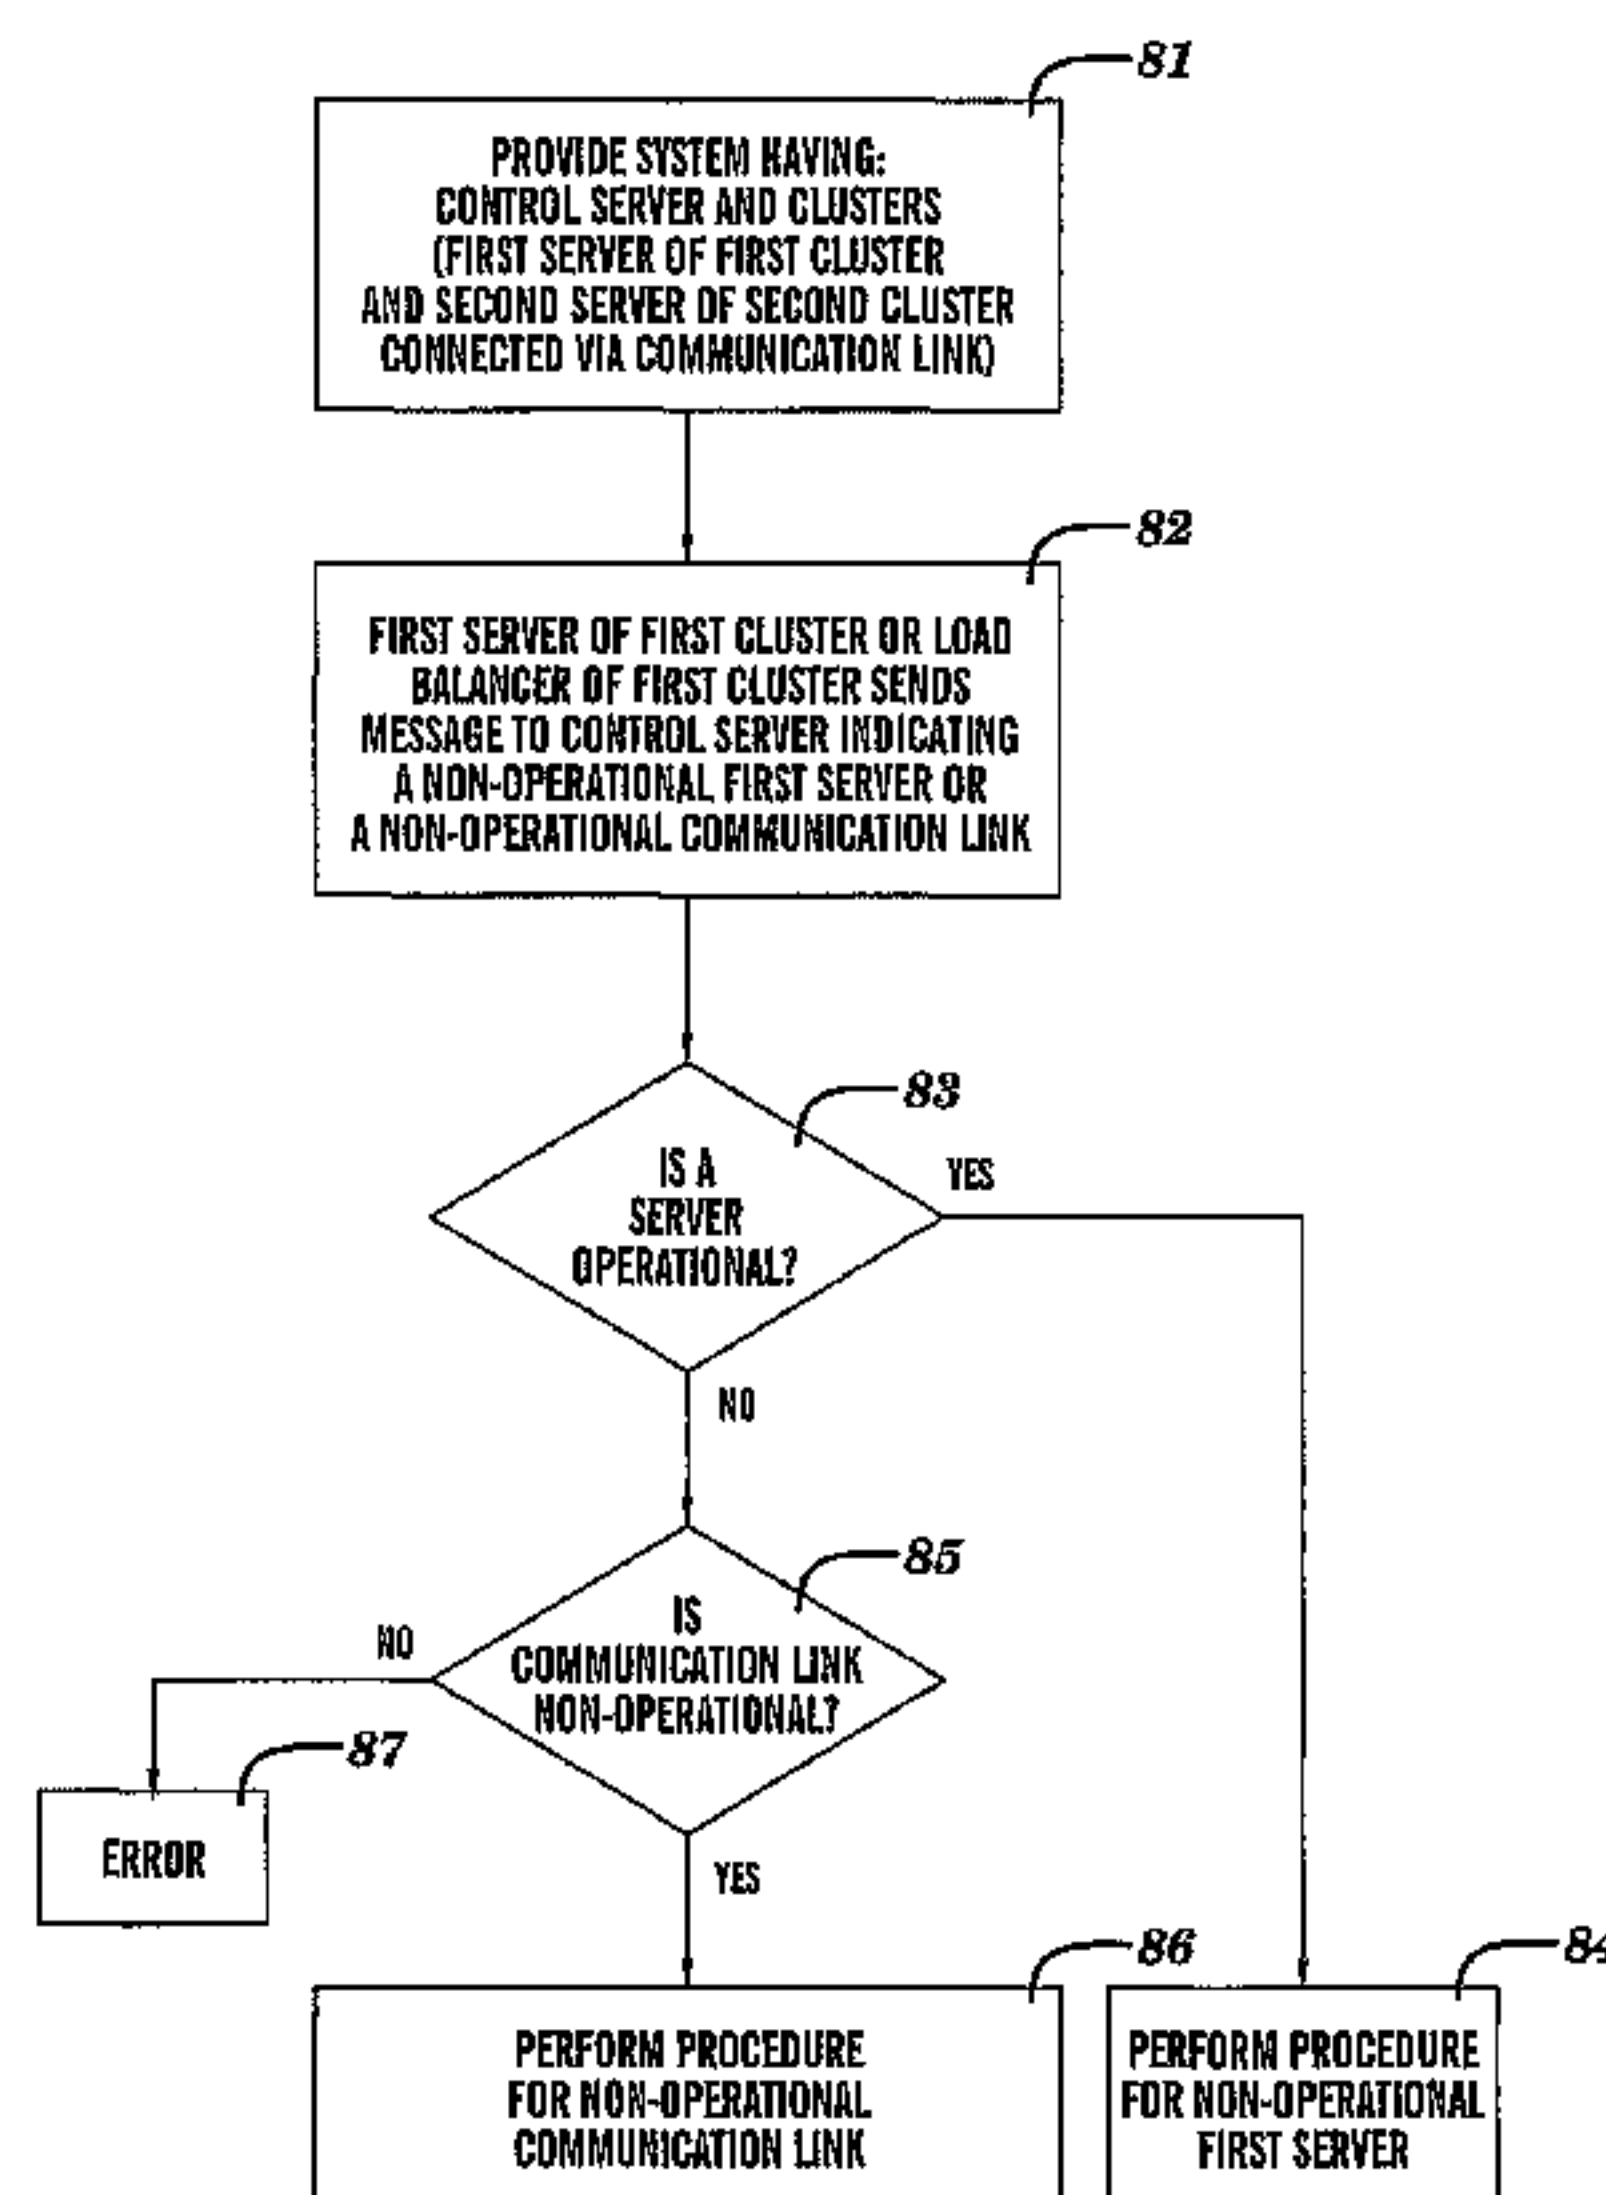 81
PROVIDE SYSTEM HAVING:
CONTROL SERVER AND CLUSTERS
(FIRST SERVER OF FIRST CLUSTER
AND SECOND SERVER OF SECOND CLUSTER
CONNECTED VIA COMMUNICATION LINK)
82
FIRST SERVER OF FIRST CLUSTER OR LOAD
BALANCER OF FIRST CLUSTER SENDS
MESSAGE TO CONTROL SERVER INDICATING
A NON-OPERATIONAL FIRST SERVER OR
A NON-OPERATIONAL COMMUNICATION LINK
83
IS A
SERVER
OPERATIONAL?
YES
NO
85
IS
COMMUNICATION LINK
NON-OPERATIONAL?
NO
87
ERROR
YES
86
PERFORM PROCEDURE
FOR NON-OPERATIONAL
COMMUNICATION LINK
84
PERFORM PROCEDURE
FOR NON-OPERATIONAL
FIRST SERVER